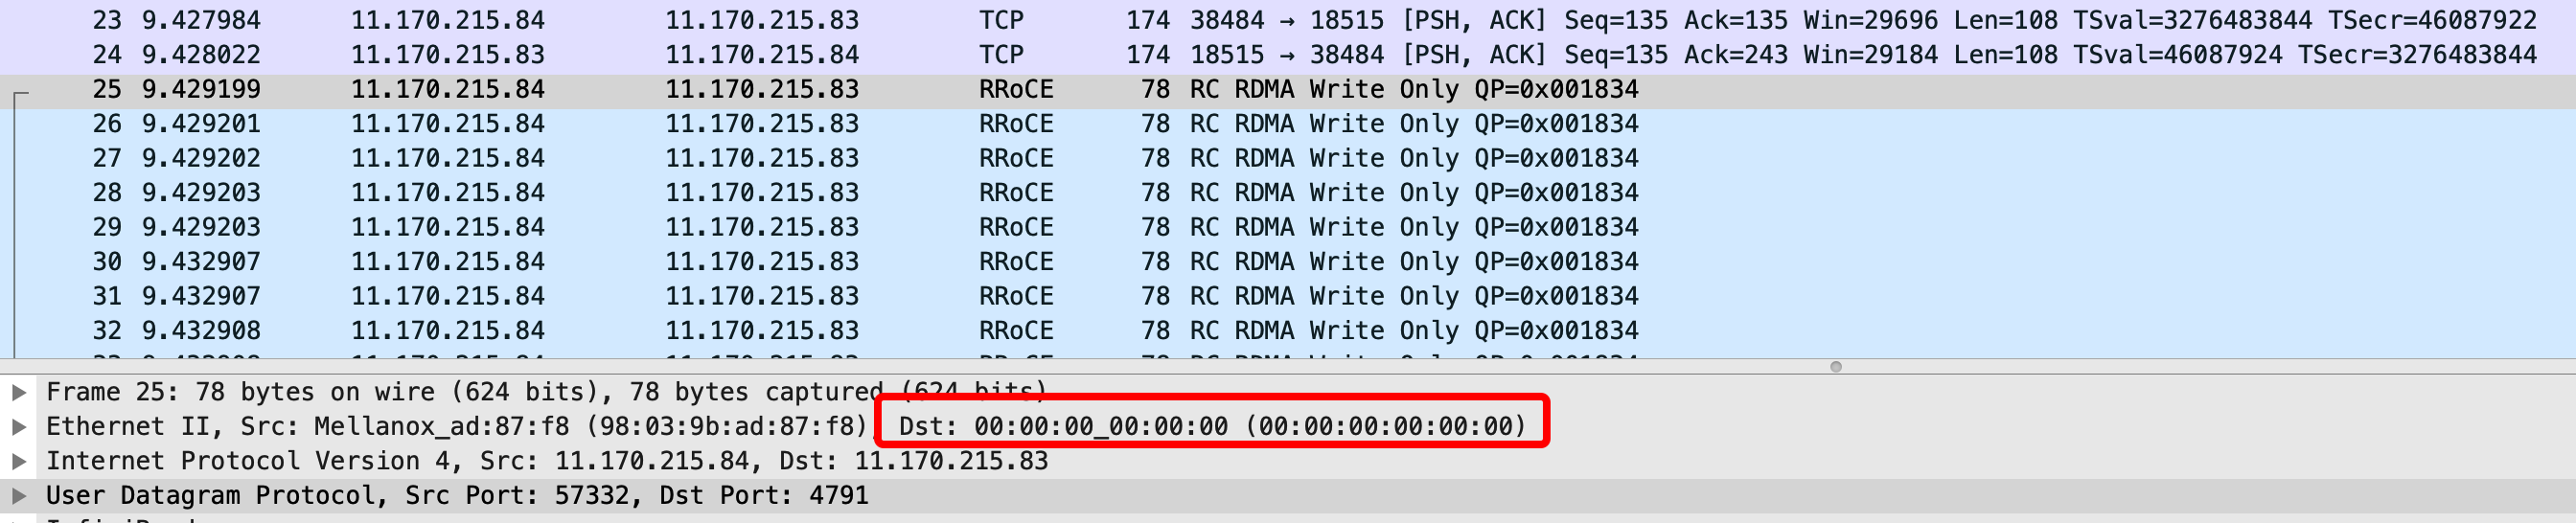 23 9.427984 11.170.215.84 11.170.215.83 TCP 174 38484 → 18515 [PSH, ACK] Seq=135 Ack=135 Win=29696 Len=108 TSval=3276483844 TSecr=46087922
24 9.428022 11.170.215.83 11.170.215.84 TCP 174 18515 → 38484 [PSH, ACK] Seq=135 Ack=243 Win=29184 Len=108 TSval=46087924 TSecr=3276483844
25 9.429199 11.170.215.84 11.170.215.83 RRoCE 78 RC RDMA Write Only QP=0x001834
26 9.429201 11.170.215.84 11.170.215.83 RRoCE 78 RC RDMA Write Only QP=0x001834
27 9.429202 11.170.215.84 11.170.215.83 RRoCE 78 RC RDMA Write Only QP=0x001834
28 9.429203 11.170.215.84 11.170.215.83 RRoCE 78 RC RDMA Write Only QP=0x001834
29 9.429203 11.170.215.84 11.170.215.83 RRoCE 78 RC RDMA Write Only QP=0x001834
30 9.432907 11.170.215.84 11.170.215.83 RRoCE 78 RC RDMA Write Only QP=0x001834
31 9.432907 11.170.215.84 11.170.215.83 RRoCE 78 RC RDMA Write Only QP=0x001834
32 9.432908 11.170.215.84 11.170.215.83 RRoCE 78 RC RDMA Write Only QP=0x001834
Frame 25: 78 bytes on wire (624 bits), 78 bytes captured (624 bits)
Ethernet II, Src: Mellanox_ad:87:f8 (98:03:9b:ad:87:f8), Dst: 00:00:00_00:00:00 (00:00:00:00:00:00)
Internet Protocol Version 4, Src: 11.170.215.84, Dst: 11.170.215.83
User Datagram Protocol, Src Port: 57332, Dst Port: 4791